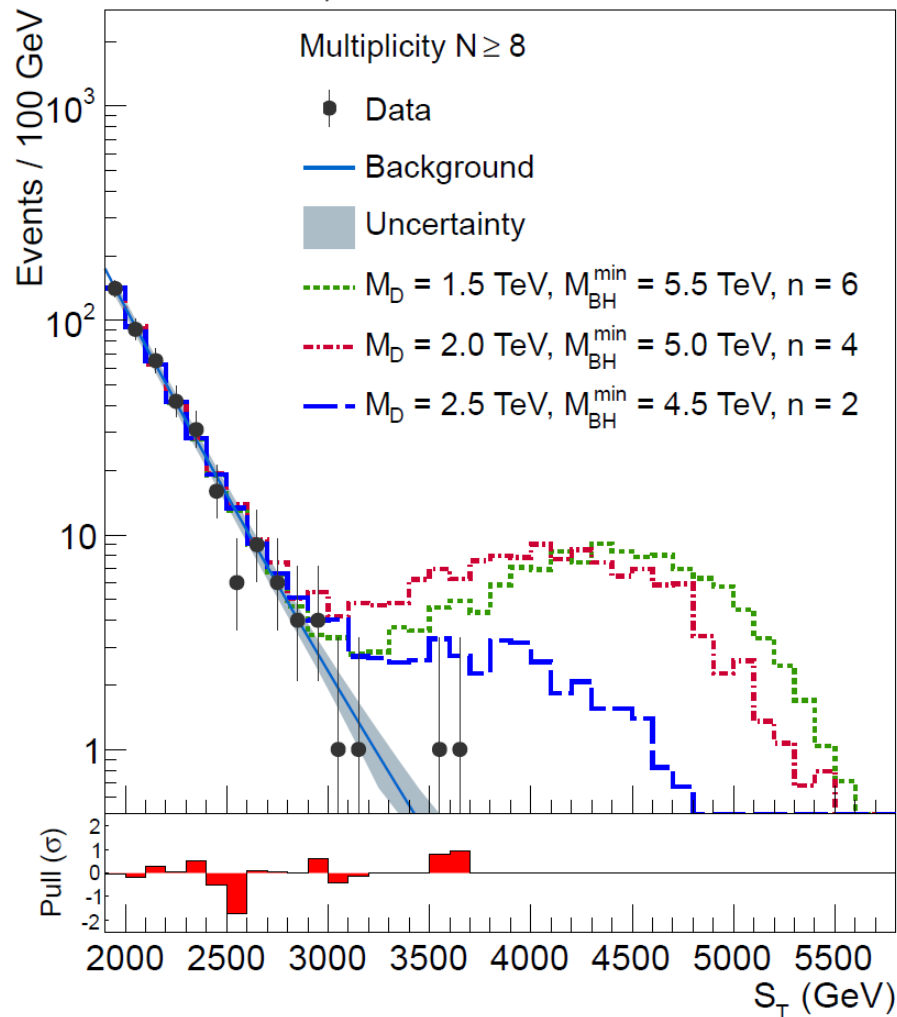 Multiplicity N ≥ 8
Data
Background
Uncertainty
M_D = 1.5 TeV, M_BH^min = 5.5 TeV, n = 6
M_D = 2.0 TeV, M_BH^min = 5.0 TeV, n = 4
M_D = 2.5 TeV, M_BH^min = 4.5 TeV, n = 2
Events / 100 GeV
10^3
10^2
10
1
Pull (σ)
2
1
0
-1
-2
2000 2500 3000 3500 4000 4500 5000 5500
S_T (GeV)